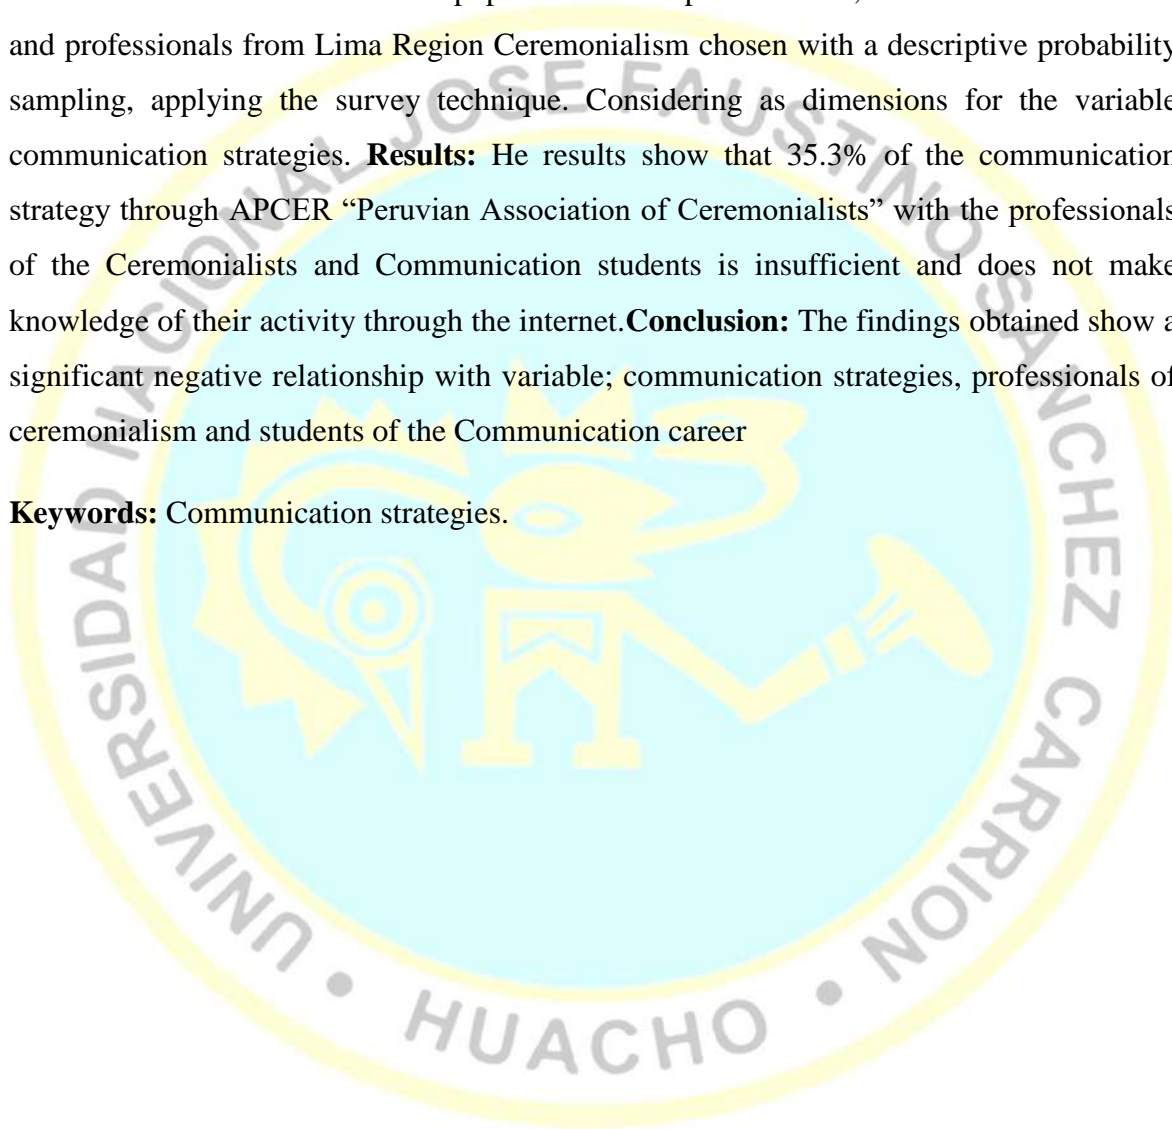 and professionals from Lima Region Ceremonialism chosen with a descriptive probability
sampling, applying the survey technique. Considering as dimensions for the variable
communication strategies. Results: He results show that 35.3% of the communication
strategy through APCER “Peruvian Association of Ceremonialists” with the professionals
of the Ceremonialists and Communication students is insufficient and does not make
knowledge of their activity through the internet.Conclusion: The findings obtained show a
significant negative relationship with variable; communication strategies, professionals of
ceremonialism and students of the Communication career
Keywords: Communication strategies.
UNIVERSIDAD NACIONAL JOSE FAUSTINO SANCHEZ CARRION
• HUACHO •